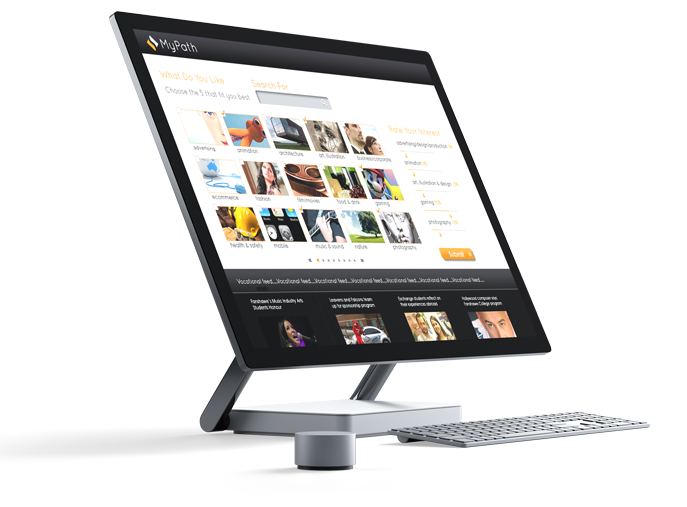 MyPath
What Do You Like
Choose the 5 that fit you best
Search For
Rate Your Interest
advertising
animation
architecture
art, illustration
business/corporate
ecommerce
fashion
film/movies
food & drink
gaming
health & safety
mobile
music & sound
nature
photography
advertising/design/production
animation
art, illustration & design
gaming
photography
Submit
Vocational feed...Vocational feed...Vocational feed...Vocational feed...Vocational feed...Vocational feed...Vocational feed...
Fanshawe's Music Industry Arts
Students Honour
Leavens and Falcons team
up for sponsorship program
Exchange students reflect on
their experiences abroad
Hollywood composer says
Fanshawe College program